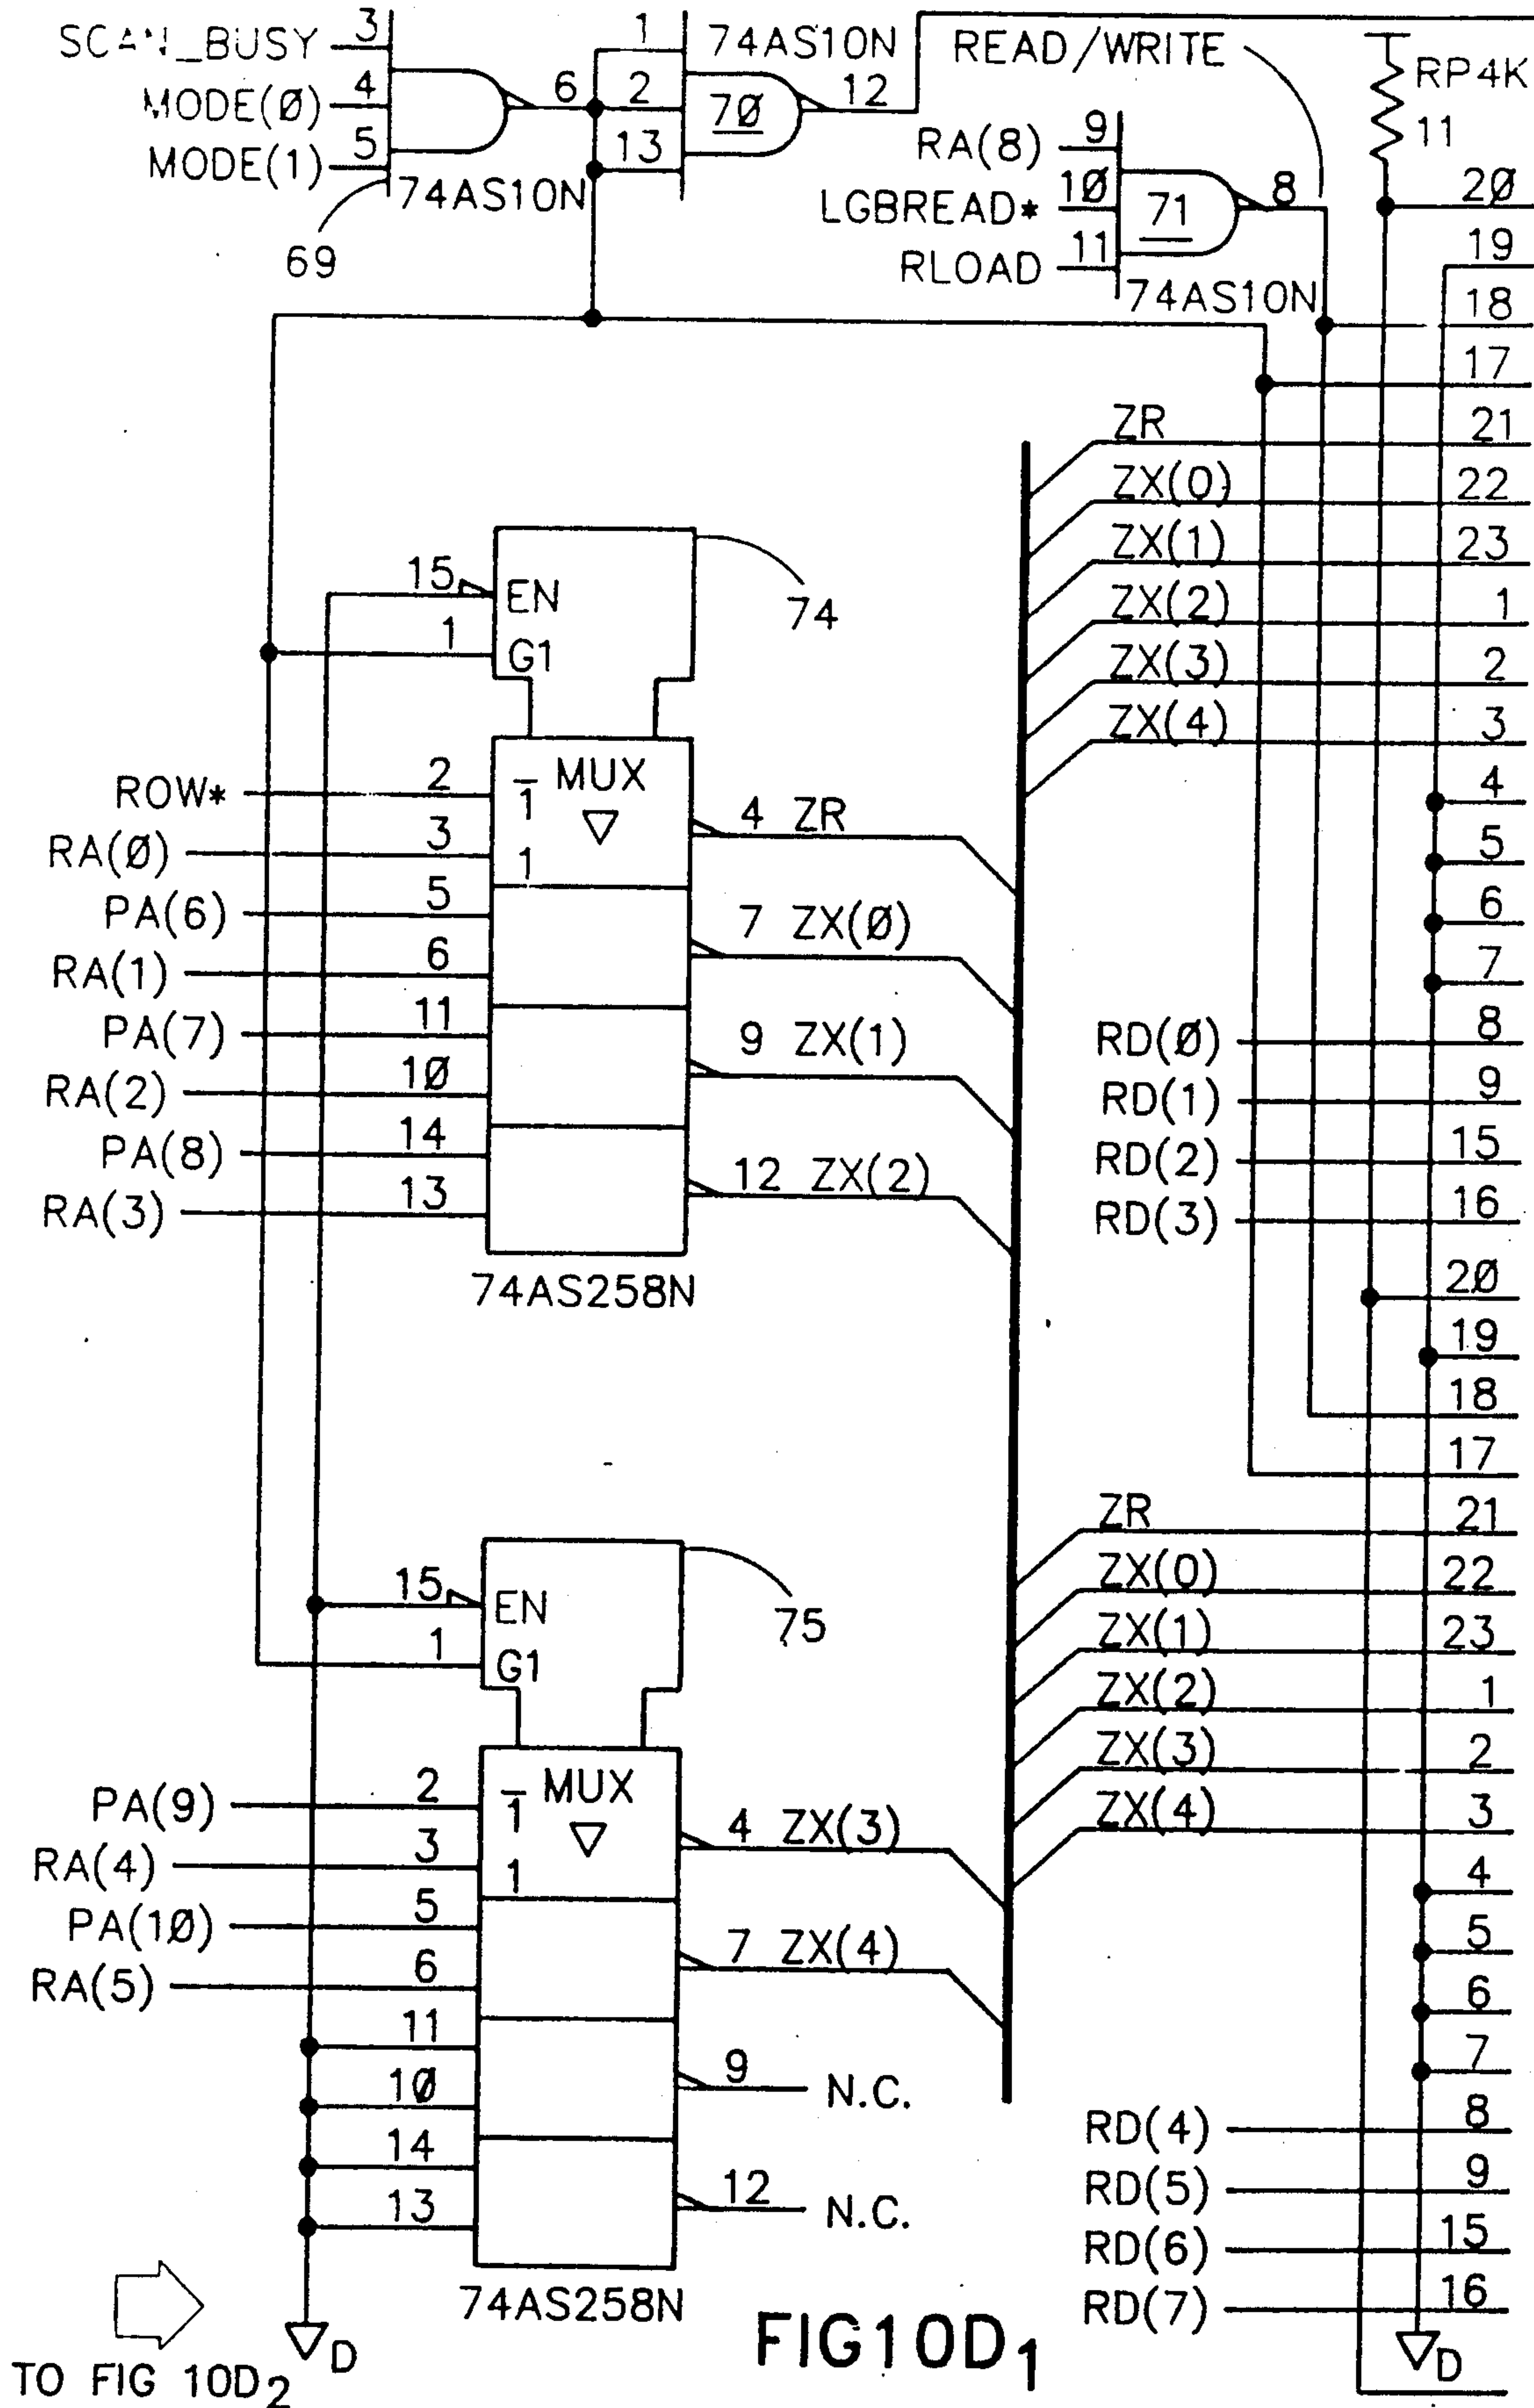 SCAN_BUSY 3
MODE(Ø) 4
MODE(1) 5
6
74AS10N
69
1
2
13
74AS10N
7Ø
12
READ/WRITE
RA(8) 9
LGBREAD* 1Ø
RLOAD 11
71
8
74AS10N
RP4K
11
2Ø
19
18
17
ZR 21
ZX(0) 22
ZX(1) 23
ZX(2) 1
ZX(3) 2
ZX(4) 3
4
5
6
7
RD(Ø) 8
RD(1) 9
RD(2) 15
RD(3) 16
15 EN
1 G1
74
MUX
ROW* 2 1
RA(Ø) 3 1
PA(6) 5
RA(1) 6
PA(7) 11
RA(2) 1Ø
PA(8) 14
RA(3) 13
4 ZR
7 ZX(Ø)
9 ZX(1)
12 ZX(2)
74AS258N
2Ø
19
18
17
ZR 21
ZX(0) 22
ZX(1) 23
ZX(2) 1
ZX(3) 2
ZX(4) 3
4
5
6
7
RD(4) 8
RD(5) 9
RD(6) 15
RD(7) 16
D
15 EN
1 G1
75
MUX
PA(9) 2 1
RA(4) 3 1
PA(1Ø) 5
RA(5) 6
11
1Ø
14
13
4 ZX(3)
7 ZX(4)
9 N.C.
12 N.C.
74AS258N
D
TO FIG 10D2
FIG10D1